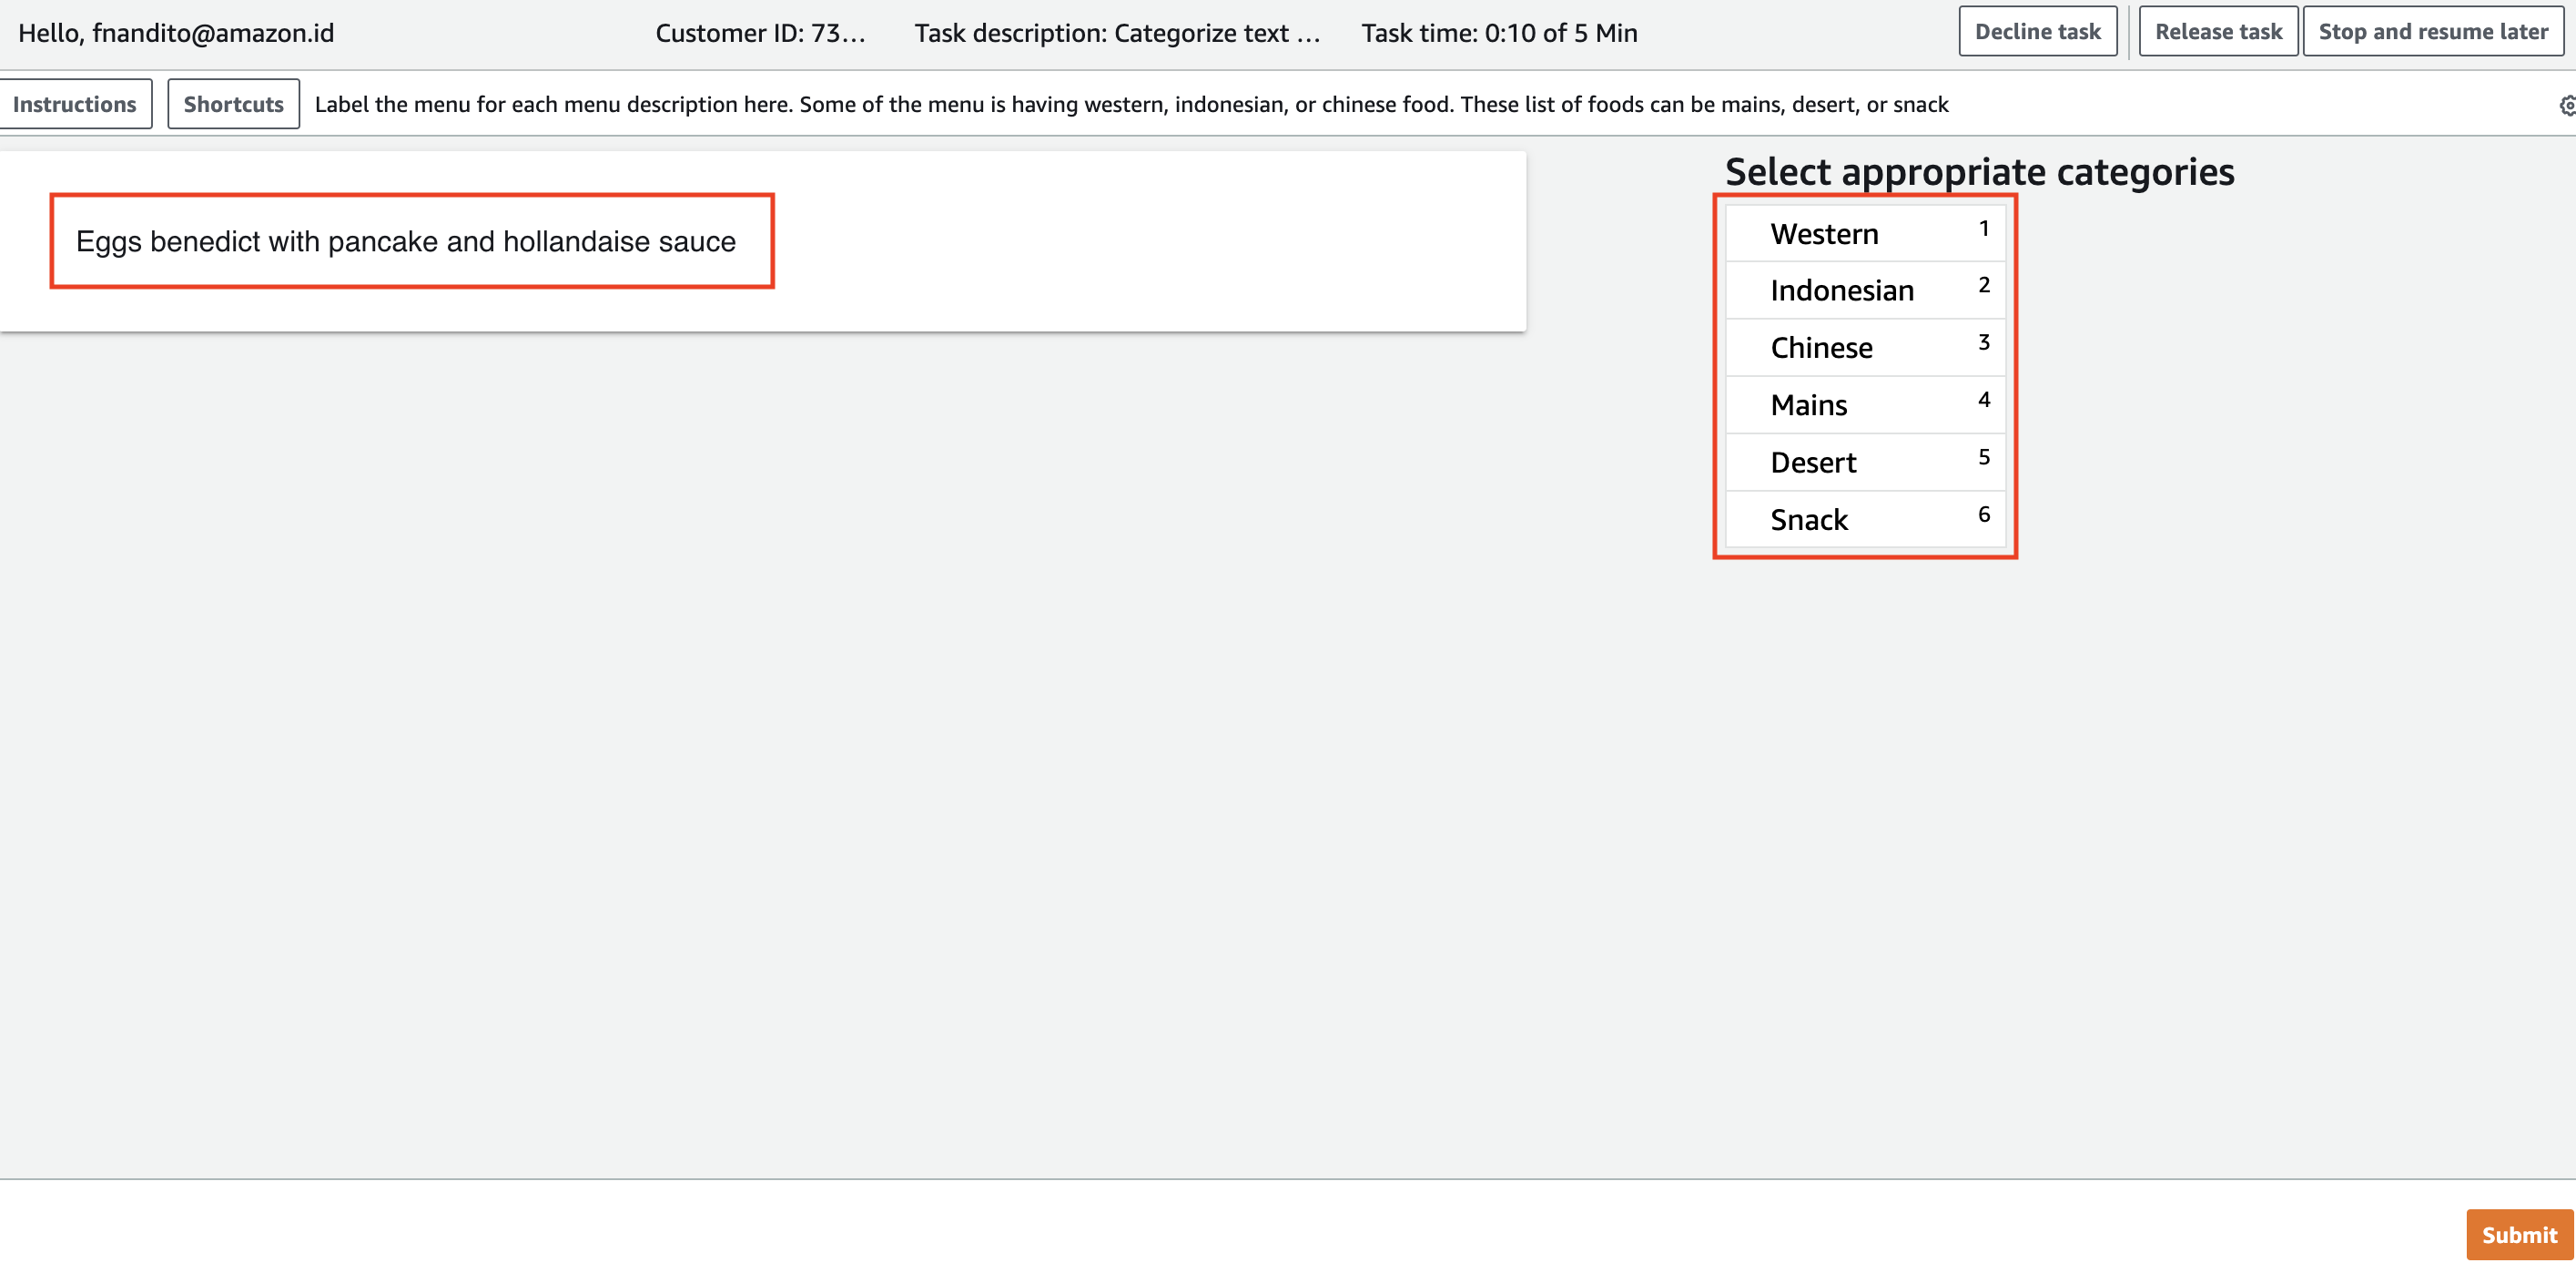 Hello, fnandito@amazon.id Customer ID: 73... Task description: Categorize text ... Task time: 0:10 of 5 Min Decline task Release task Stop and resume later
Instructions Shortcuts Label the menu for each menu description here. Some of the menu is having western, indonesian, or chinese food. These list of foods can be mains, desert, or snack
Eggs benedict with pancake and hollandaise sauce
Select appropriate categories
Western 1
Indonesian 2
Chinese 3
Mains 4
Desert 5
Snack 6
Submit